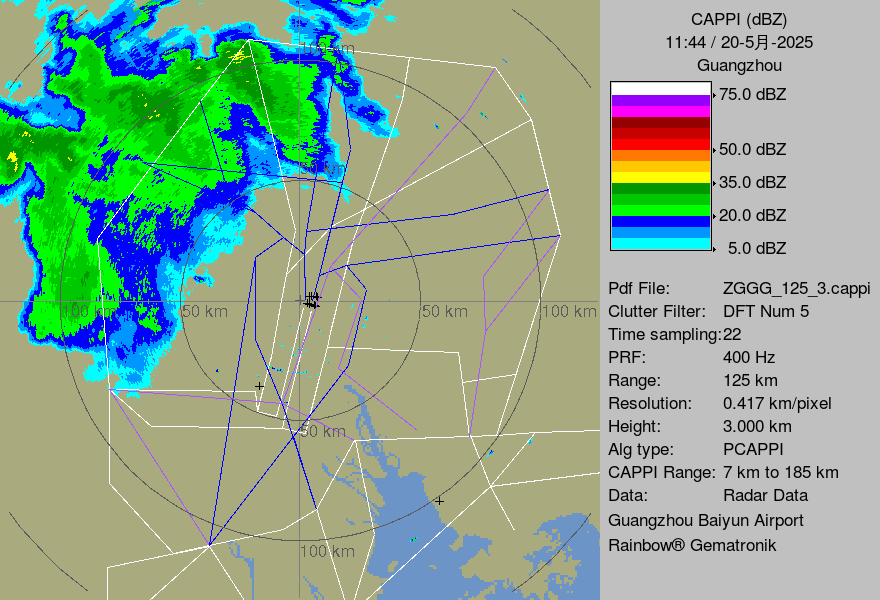 CAPPI (dBZ)
11:44 / 20-5月-2025
Guangzhou
75.0 dBZ
50.0 dBZ
35.0 dBZ
20.0 dBZ
5.0 dBZ
Pdf File: ZGGG_125_3.cappi
Clutter Filter: DFT Num 5
Time sampling:22
PRF: 400 Hz
Range: 125 km
Resolution: 0.417 km/pixel
Height: 3.000 km
Alg type: PCAPPI
CAPPI Range: 7 km to 185 km
Data: Radar Data
Guangzhou Baiyun Airport
Rainbow® Gematronik
100 km
50 km
100 km
50 km
50 km
100 km
50 km
100 km